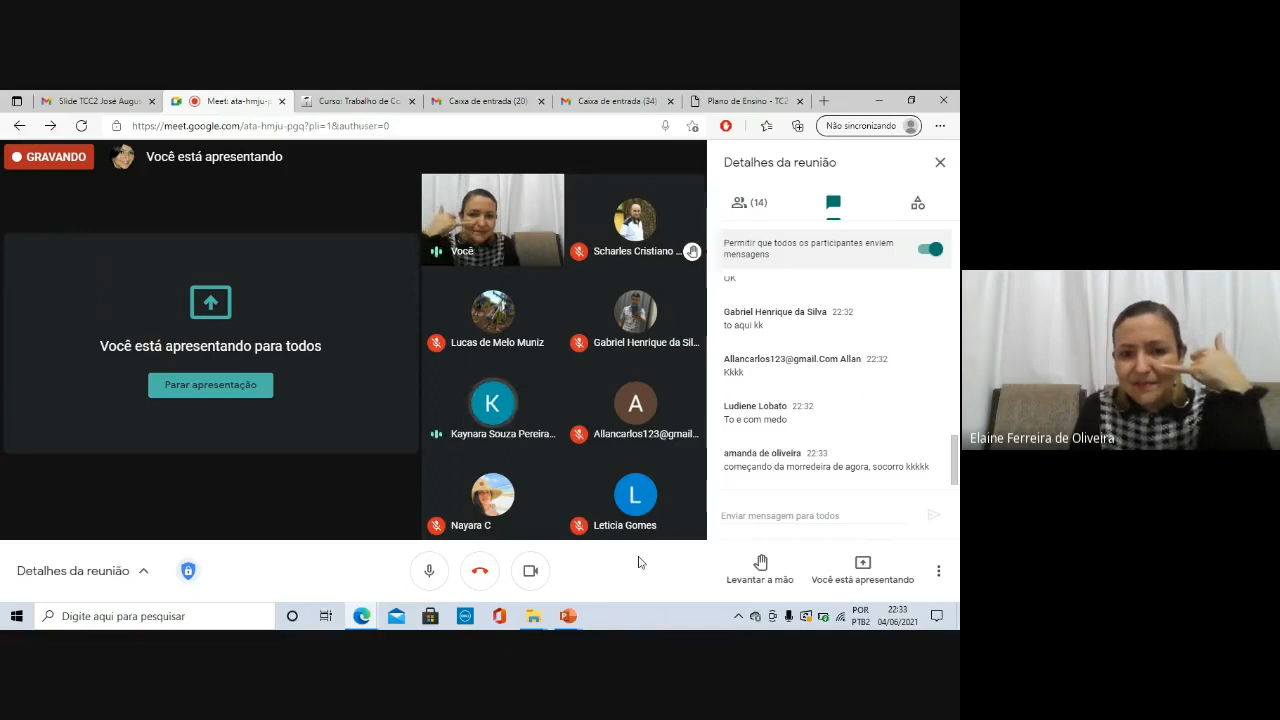 Slide TCC2 José Augu
Meet: ata-hmju-p
Curso: Trabalho de Co
Caixa de entrada (20)
Caixa de entrada (34)
Plano de Ensino - TC2
https://meet.google.com/ata-hmju-pgq?pli=1&authuser=0
Não sincronizando
GRAVANDO
Você está apresentando
Você está apresentando para todos
Parar apresentação
Você
Scharles Cristiano ...
Lucas de Melo Muniz
Gabriel Henrique da Sil...
K
Kaynara Souza Pereira...
A
Allancarlos123@gmail...
Nayara C
L
Leticia Gomes
Detalhes da reunião
(14)
Permitir que todos os participantes enviem
mensagens
OK
Gabriel Henrique da Silva 22:32
to aqui kk
Allancarlos123@gmail.Com Allan 22:32
Kkkk
Ludiene Lobato 22:32
To e com medo
amanda de oliveira 22:33
começando da morredeira de agora, socorro kkkkk
Enviar mensagem para todos
Detalhes da reunião
Levantar a mão
Você está apresentando
Digite aqui para pesquisar
DELL
POR
PTB2
22:33
04/06/2021
Elaine Ferreira de Oliveira